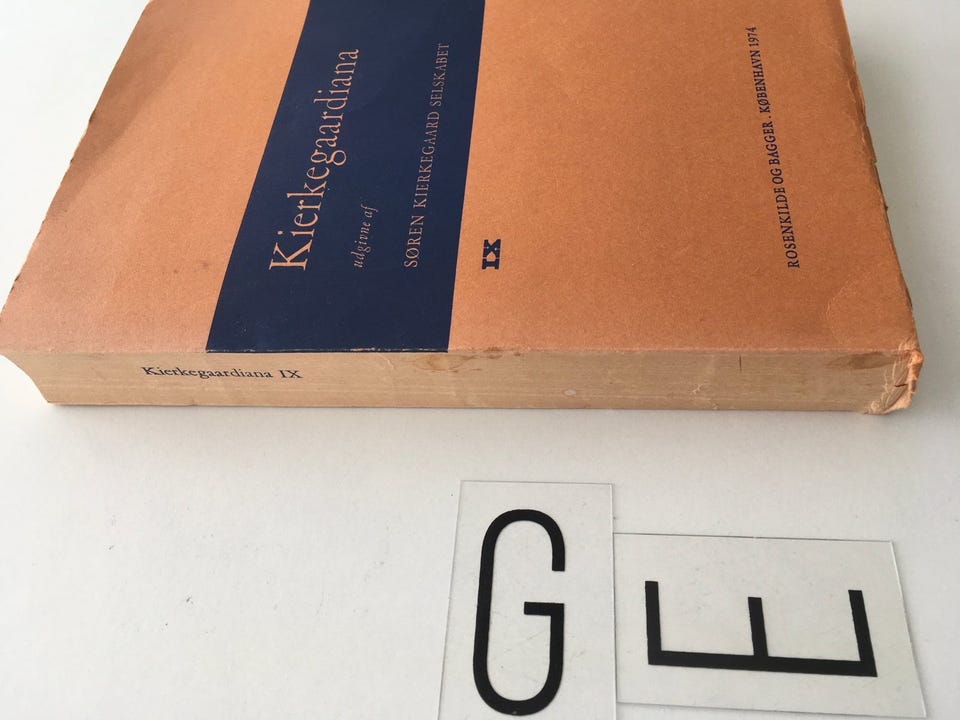 Kierkegaardiana
udgivne af
SØREN KIERKEGAARD SELSKABET
IX
ROSENKILDE OG BAGGER . KØBENHAVN 1974
Kierkegaardiana IX
G
E